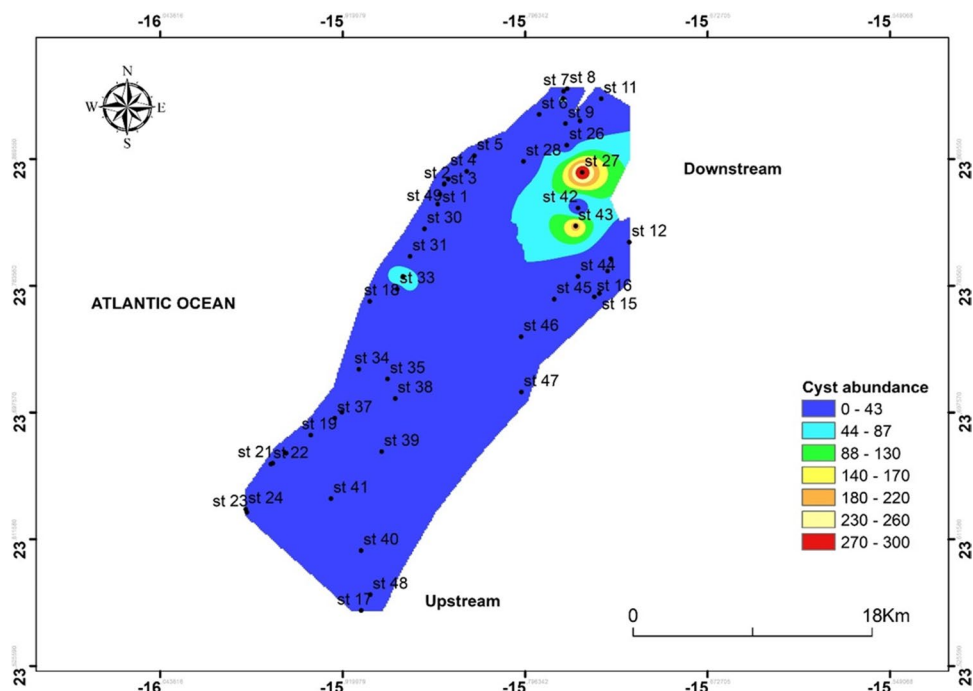 -16 -15 -15 -15 -15
N
W E
S
st 7 st 8
st 11
st 6
st 9
st 26
st 5
st 28
st 4
st 27
Downstream
st 2 st 3
st 49 st 1
st 42
st 43
st 30
st 12
st 31
st 33
st 44
st 18
st 45 st 16
st 15
ATLANTIC OCEAN
st 46
st 34
st 35
st 38
st 47
st 37
st 19
st 21 st 22
st 39
st 23 st 24
st 41
st 40
st 48
st 17
Upstream
Cyst abundance
0 - 43
44 - 87
88 - 130
140 - 170
180 - 220
230 - 260
270 - 300
0 18Km
23 23
23 23
23 23
23 23
23 23
-16 -15 -15 -15 -15